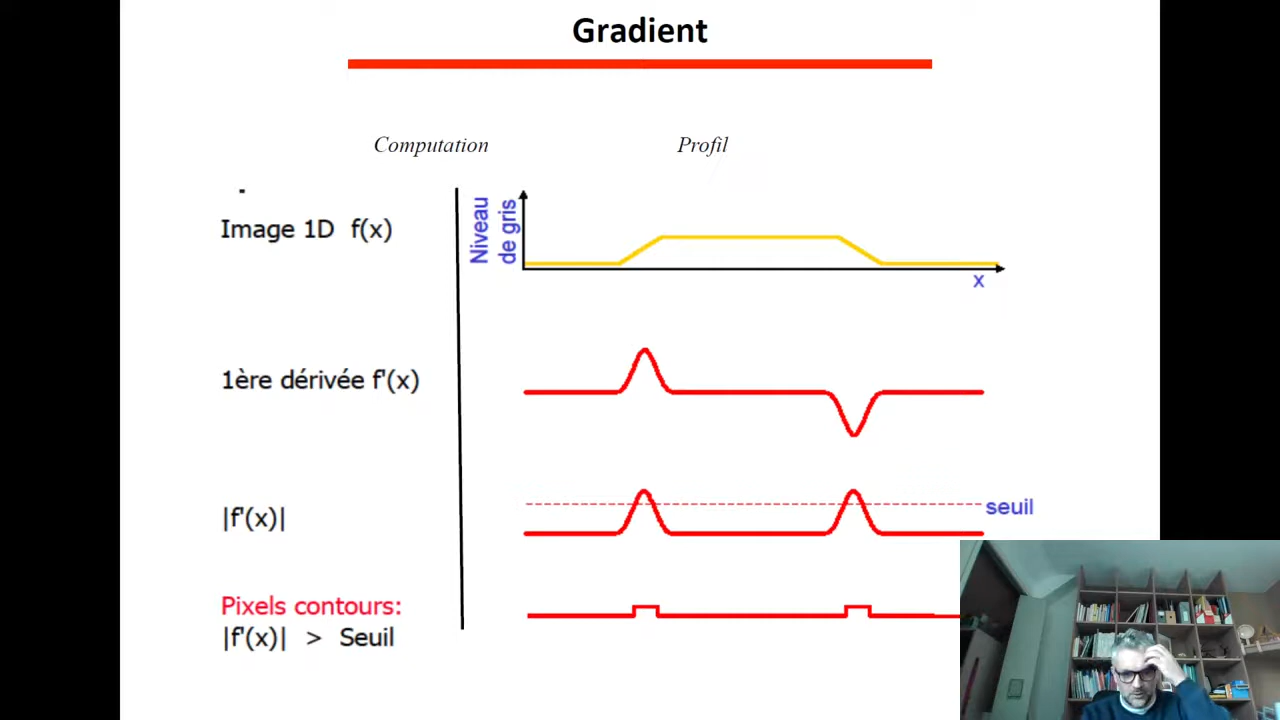 Gradient
Computation Profil
Image 1D f(x)
Niveau
de gris
x
1ère dérivée f'(x)
|f'(x)|
seuil
Pixels contours:
|f'(x)| > Seuil